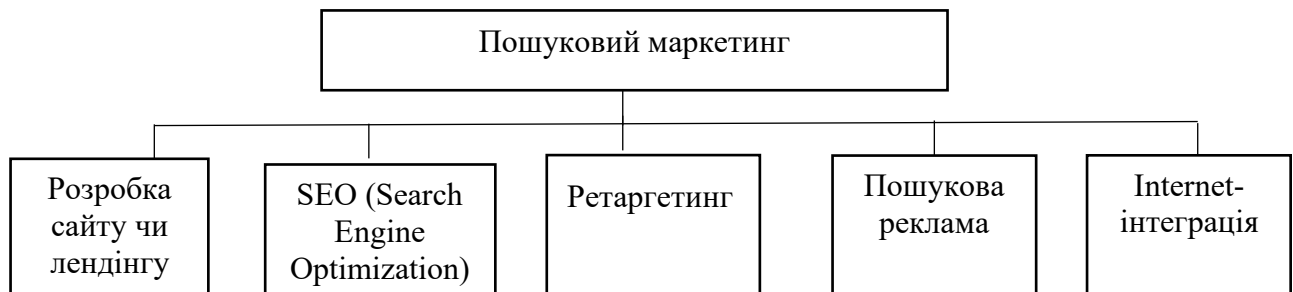 Пошуковий маркетинг
Розробка
сайту чи
лендінгу
SEO (Search
Engine
Optimization)
Ретаргетинг
Пошукова
реклама
Internet-
інтеграція